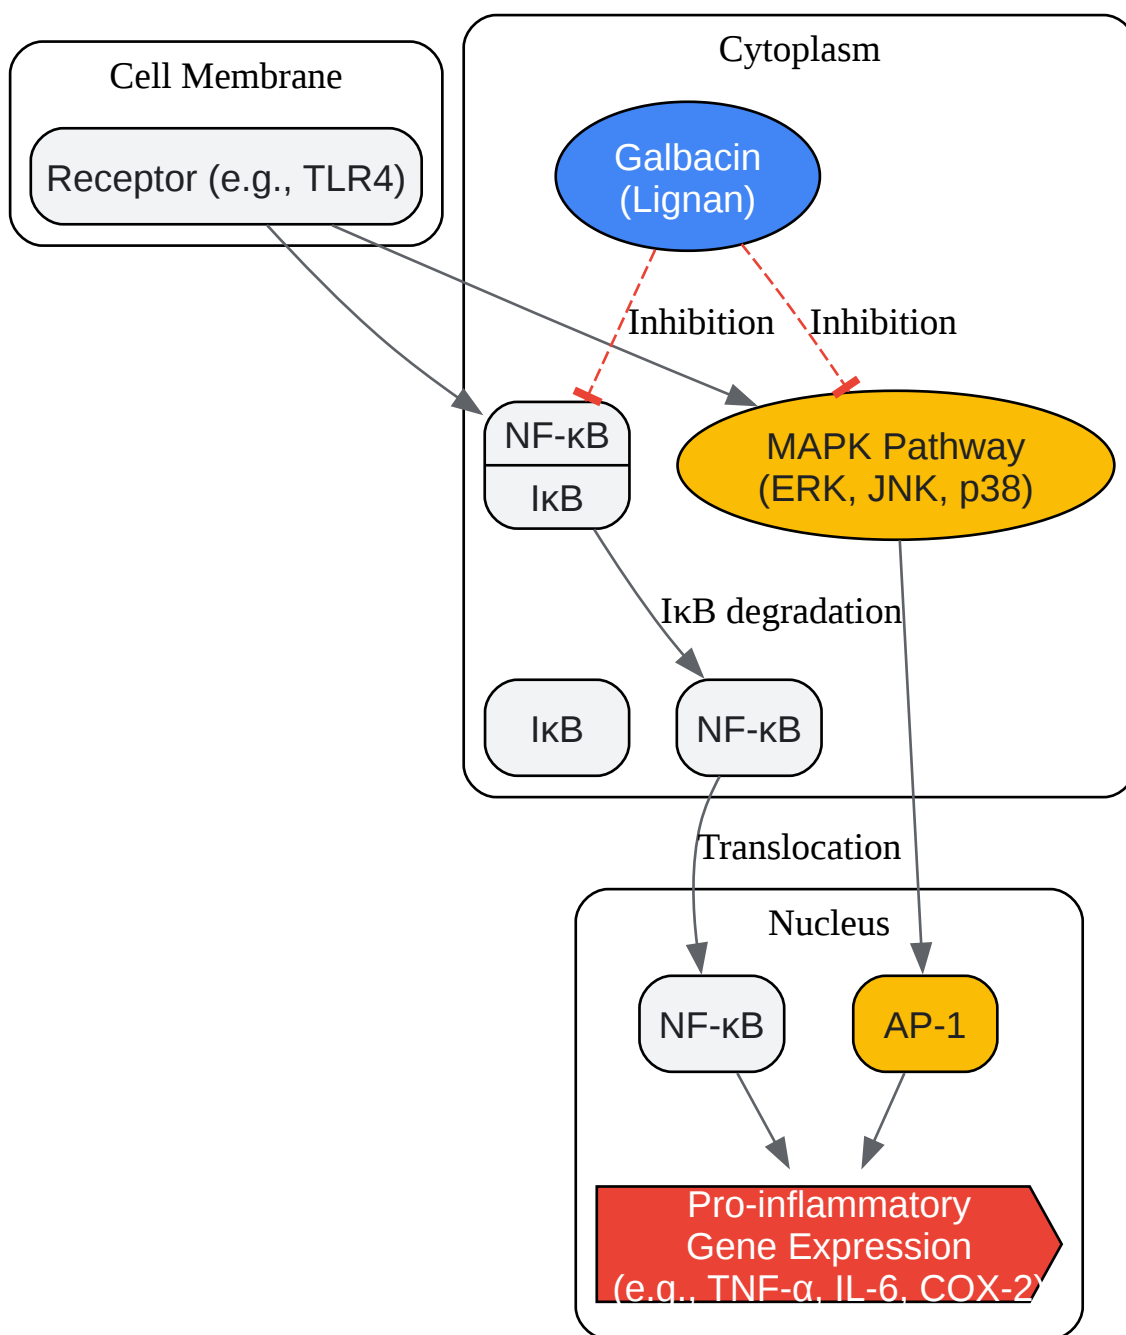 Cell Membrane
Receptor (e.g., TLR4)
Cytoplasm
Galbacin
(Lignan)
Inhibition
Inhibition
NF-κB
IκB
MAPK Pathway
(ERK, JNK, p38)
IκB degradation
IκB
NF-κB
Translocation
Nucleus
NF-κB
AP-1
Pro-inflammatory
Gene Expression
(e.g., TNF-α, IL-6, COX-2)